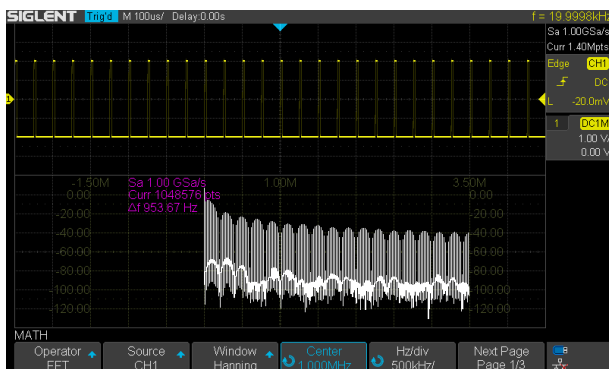 SIGLENT Trig'd M 100us/ Delay:0.00s f = 19.9998kHz
Sa 1.00GSa/s
Curr 1.40Mpts
Edge CH1
DC
L -20.0mV
1 DC1M
1.00 V/
0.00 V
1
-1.50M 1.00M 3.50M
Sa 1.00 GSa/s
Curr 1048576 pts
Δf 953.67 Hz
0.00 0.00
-20.00 -20.00
-40.00 -40.00
-60.00 -60.00
-80.00 -80.00
-100.00 -100.00
-120.00 -120.00
MATH
Operator Source Window Center Hz/div Next Page
FFT CH1 Hanning 1.000MHz 500kHz/ Page 1/3